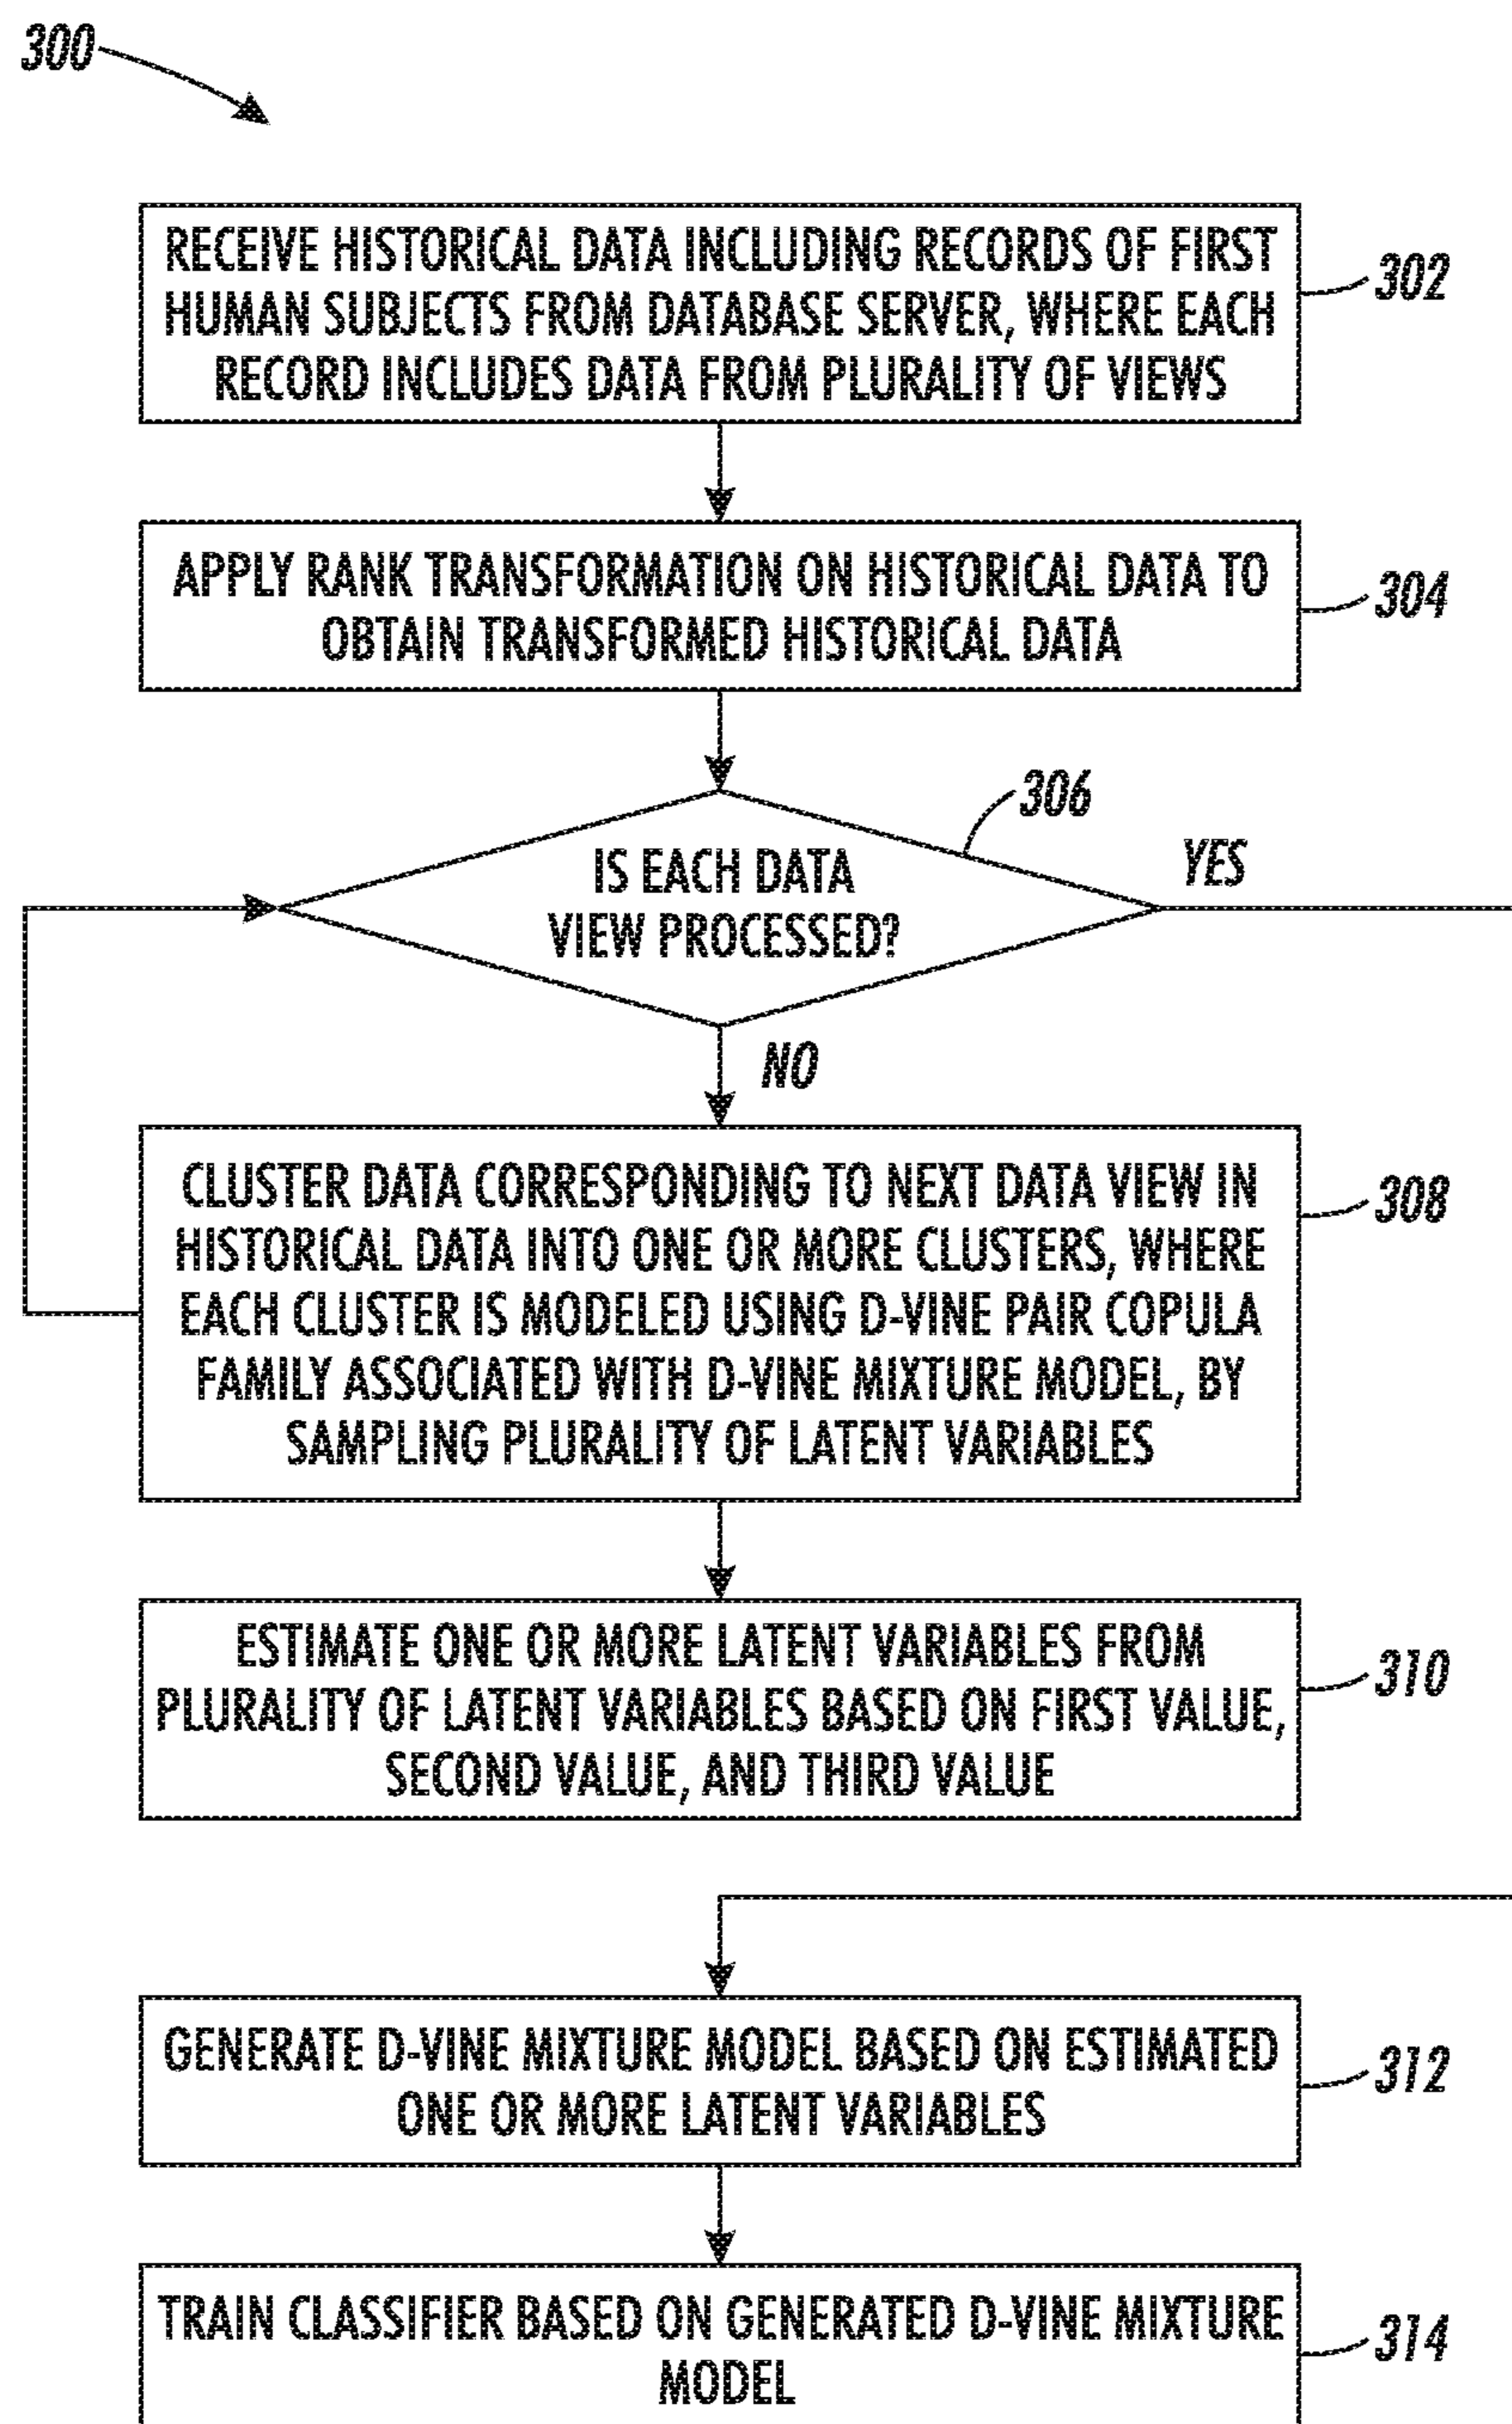 300
RECEIVE HISTORICAL DATA INCLUDING RECORDS OF FIRST
HUMAN SUBJECTS FROM DATABASE SERVER, WHERE EACH
RECORD INCLUDES DATA FROM PLURALITY OF VIEWS
302
APPLY RANK TRANSFORMATION ON HISTORICAL DATA TO
OBTAIN TRANSFORMED HISTORICAL DATA
304
306
IS EACH DATA
VIEW PROCESSED?
YES
NO
CLUSTER DATA CORRESPONDING TO NEXT DATA VIEW IN
HISTORICAL DATA INTO ONE OR MORE CLUSTERS, WHERE
EACH CLUSTER IS MODELED USING D-VINE PAIR COPULA
FAMILY ASSOCIATED WITH D-VINE MIXTURE MODEL, BY
SAMPLING PLURALITY OF LATENT VARIABLES
308
ESTIMATE ONE OR MORE LATENT VARIABLES FROM
PLURALITY OF LATENT VARIABLES BASED ON FIRST VALUE,
SECOND VALUE, AND THIRD VALUE
310
GENERATE D-VINE MIXTURE MODEL BASED ON ESTIMATED
ONE OR MORE LATENT VARIABLES
312
TRAIN CLASSIFIER BASED ON GENERATED D-VINE MIXTURE
MODEL
314